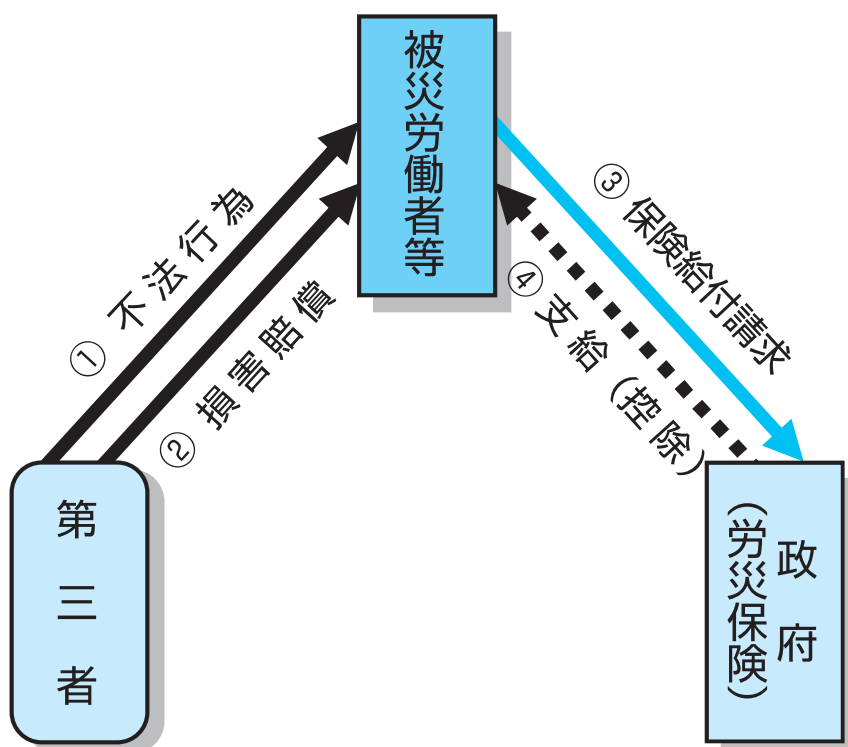 被災労働者等
① 不法行為
② 損害賠償
③ 保険給付請求
④ 支給（控除）
第三者
政府
（労災保険）